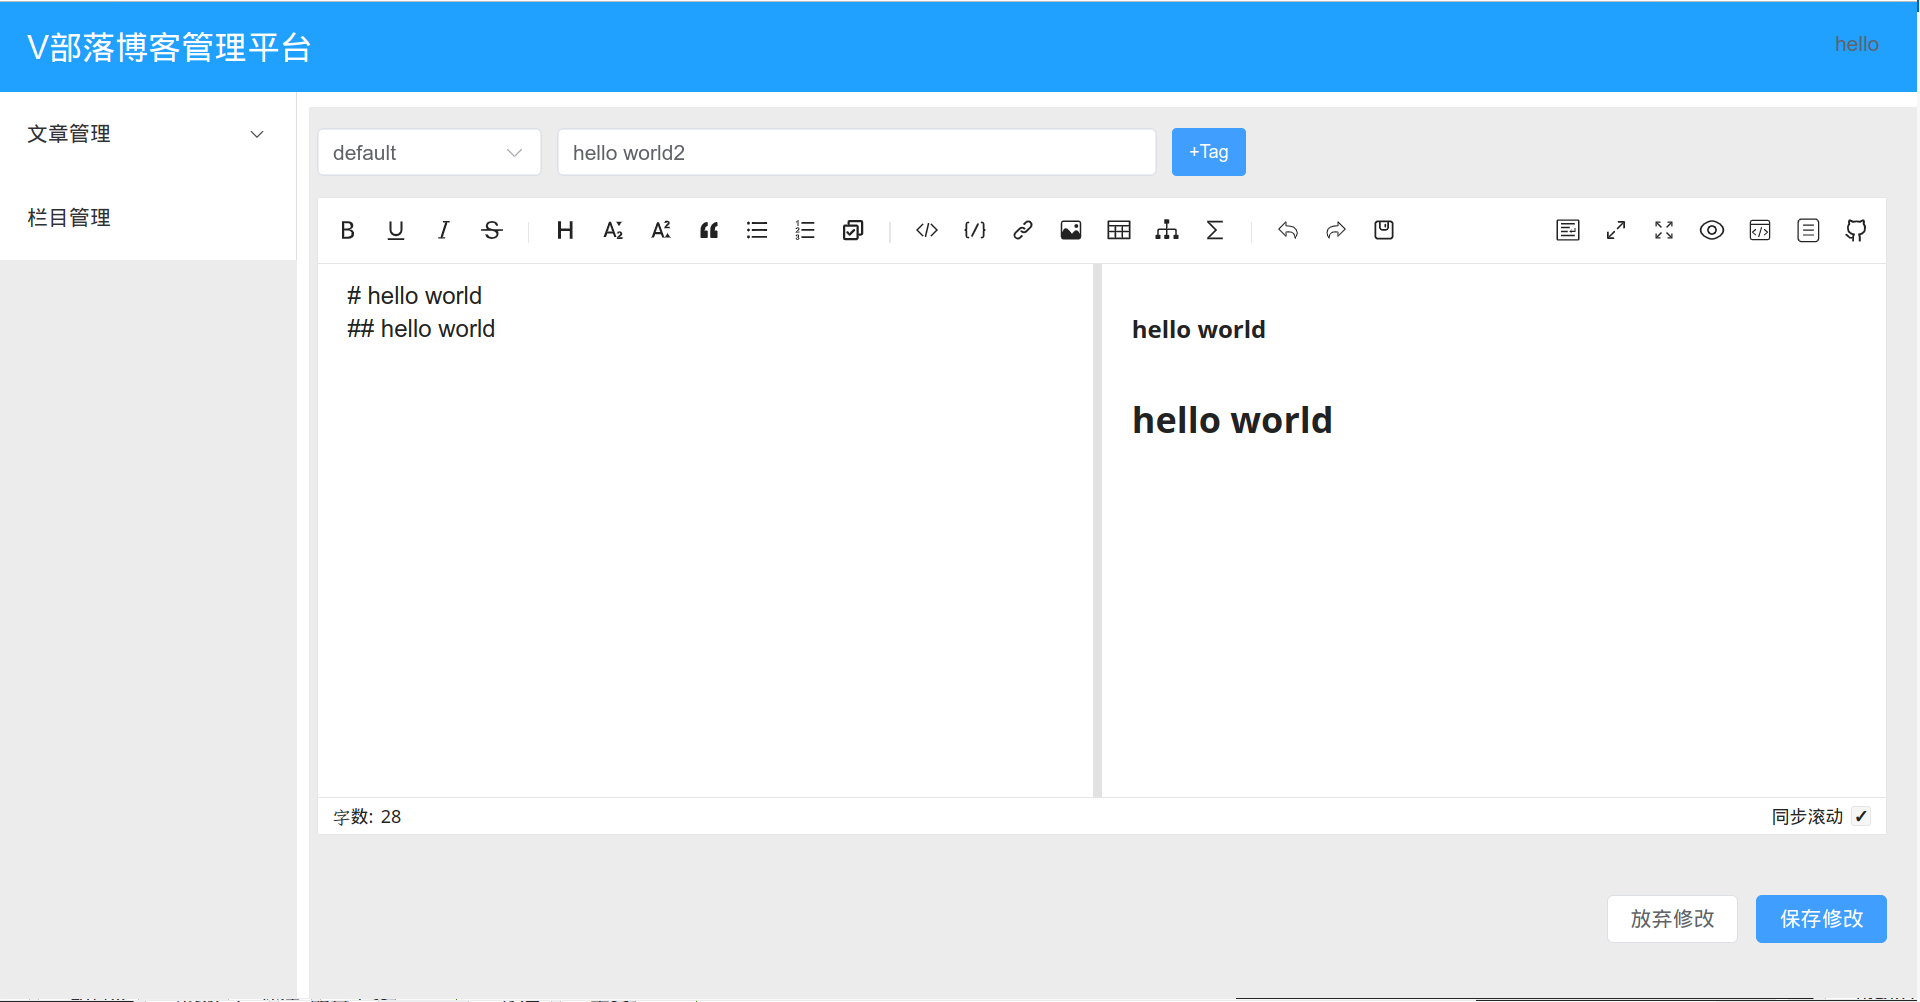 V部落博客管理平台
hello
文章管理
栏目管理
default
hello world2
+Tag
# hello world
## hello world
hello world
hello world
字数: 28
同步滚动
放弃修改
保存修改